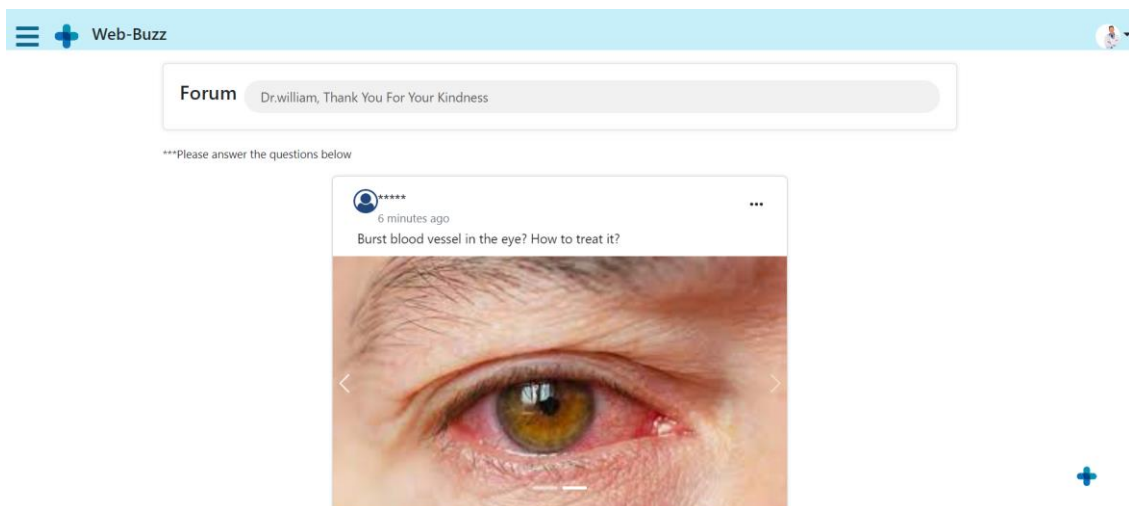 Web-Buzz
Forum
Dr.william, Thank You For Your Kindness
***Please answer the questions below
*****
6 minutes ago
Burst blood vessel in the eye? How to treat it?